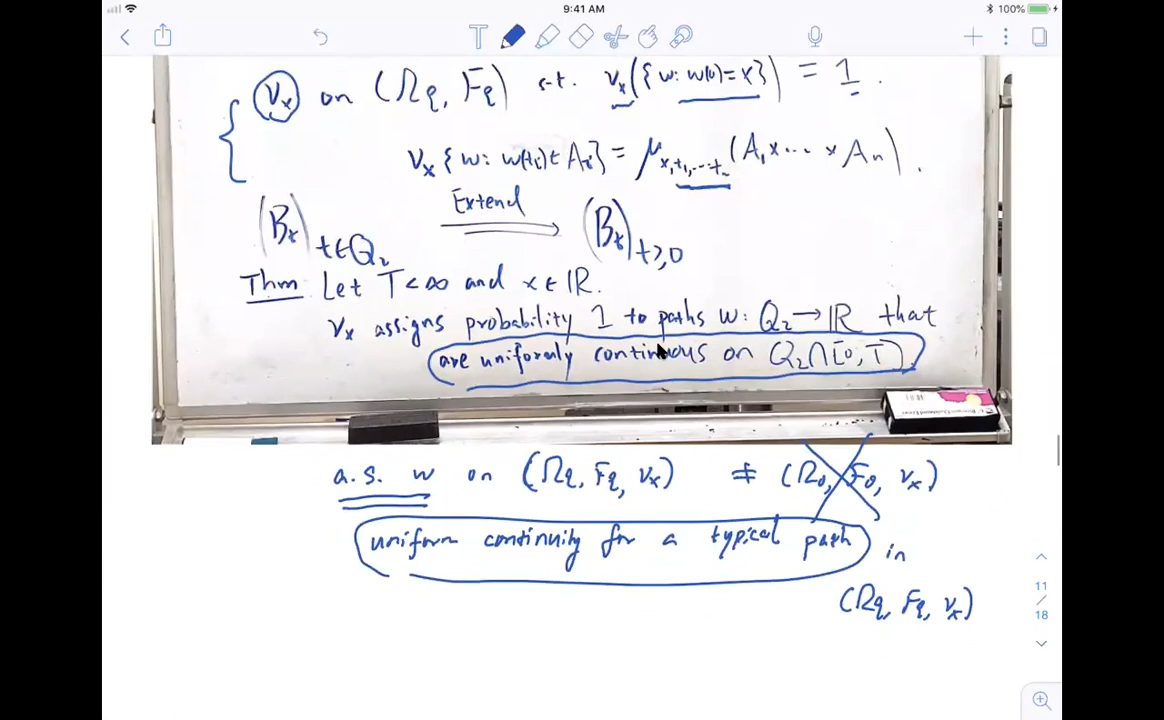 9:41 AM
100%
T
ν_x on (Ω_q, F_q) s.t. ν_x({w: w(0)=x}) = 1.
ν_x{w: w(t_i) ∈ A_i} = μ_{x,t_1,...t_n}(A_1 x ... x A_n).
Extend
(B_t)_{t∈Q_2} ⟹ (B_t)_{t≥0}
Thm Let T<∞ and x∈ℝ.
ν_x assigns probability 1 to paths w: Q_2→ℝ that
are uniformly continuous on Q_2∩[0,T].
a.s. w on (Ω_q, F_q, ν_x) ≠ (Ω_0, F_0, ν_x)
uniform continuity for a typical path in
(Ω_q, F_q, ν_x)
11
/
18